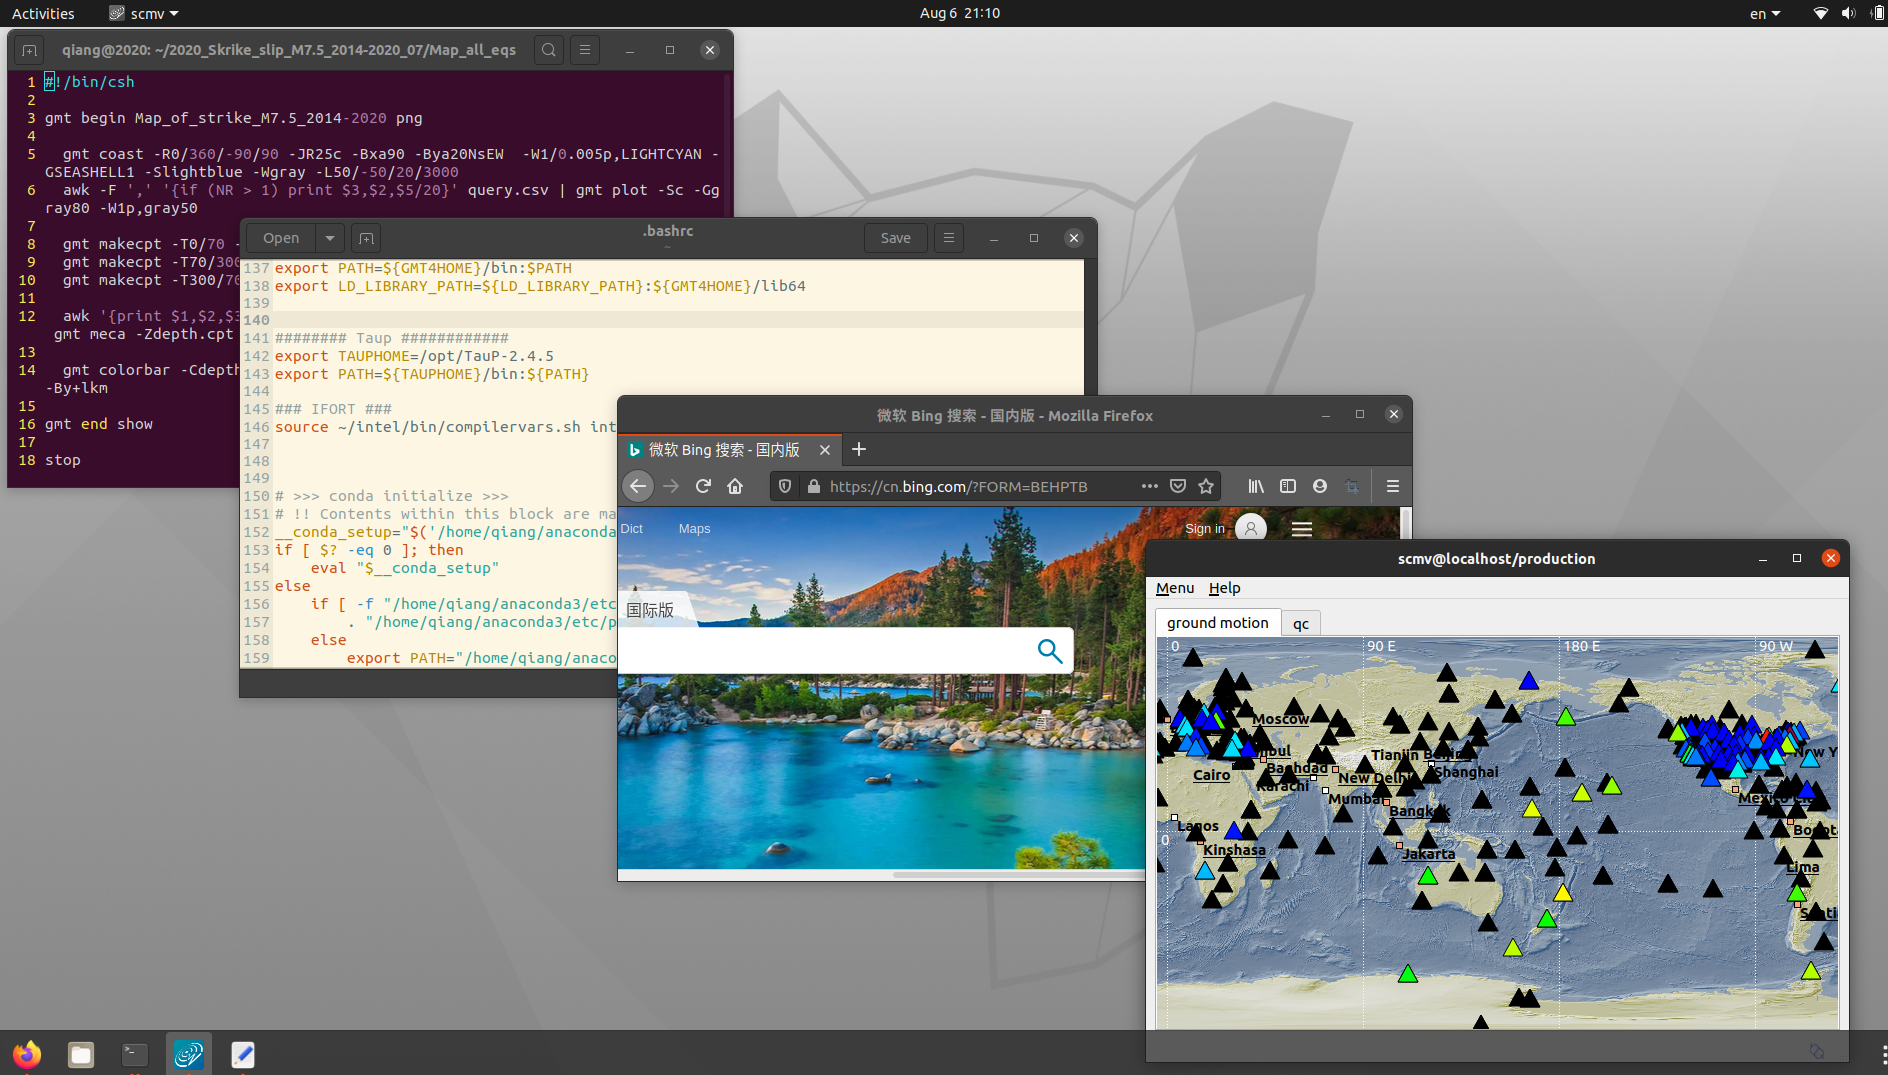 Activities
scmv
Aug 6 21:10
en
qiang@2020: ~/2020_Skrike_slip_M7.5_2014-2020_07/Map_all_eqs
1 #!/bin/csh
2
3 gmt begin Map_of_strike_M7.5_2014-2020 png
4
5   gmt coast -R0/360/-90/90 -JR25c -Bxa90 -Bya20NsEW  -W1/0.005p,LIGHTCYAN -
GSEASHELL1 -Slightblue -Wgray -L50/-50/20/3000
6   awk -F ',' '{if (NR > 1) print $3,$2,$5/20}' query.csv | gmt plot -Sc -Gg
ray80 -W1p,gray50
7
8   gmt makecpt -T0/70 -
9   gmt makecpt -T70/300
10   gmt makecpt -T300/70
11
12   awk '{print $1,$2,$3
 gmt meca -Zdepth.cpt
13
14   gmt colorbar -Cdepth
-By+lkm
15
16 gmt end show
17
18 stop
Open
.bashrc
~
Save
137 export PATH=${GMT4HOME}/bin:$PATH
138 export LD_LIBRARY_PATH=${LD_LIBRARY_PATH}:${GMT4HOME}/lib64
139
140
141 ######## Taup ############
142 export TAUPHOME=/opt/TauP-2.4.5
143 export PATH=${TAUPHOME}/bin:${PATH}
144
145 ### IFORT ###
146 source ~/intel/bin/compilervars.sh int
147
148
149
150 # >>> conda initialize >>>
151 # !! Contents within this block are ma
152 __conda_setup="$('/home/qiang/anaconda
153 if [ $? -eq 0 ]; then
154     eval "$__conda_setup"
155 else
156     if [ -f "/home/qiang/anaconda3/etc
157         . "/home/qiang/anaconda3/etc/p
158     else
159         export PATH="/home/qiang/anaco
微软 Bing 搜索 - 国内版 - Mozilla Firefox
微软 Bing 搜索 - 国内版
https://cn.bing.com/?FORM=BEHPTB
Dict
Maps
Sign in
国际版
scmv@localhost/production
Menu Help
ground motion
qc
0
90 E
180 E
90 W
Moscow
Tianjin
Cairo
Baghdad
New Delhi
Shanghai
Karachi
Mumbai
Bangkok
Lagos
0
Kinshasa
Jakarta
New Y
Bogota
Lima